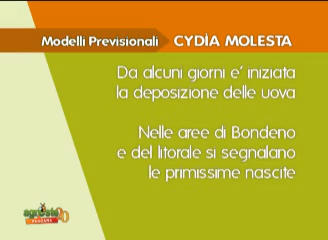 Modelli Previsionali CYDÌA MOLESTA
Da alcuni giorni e' iniziata
la deposizione delle uova
Nelle aree di Bondeno
e del litorale si segnalano
le primissime nascite